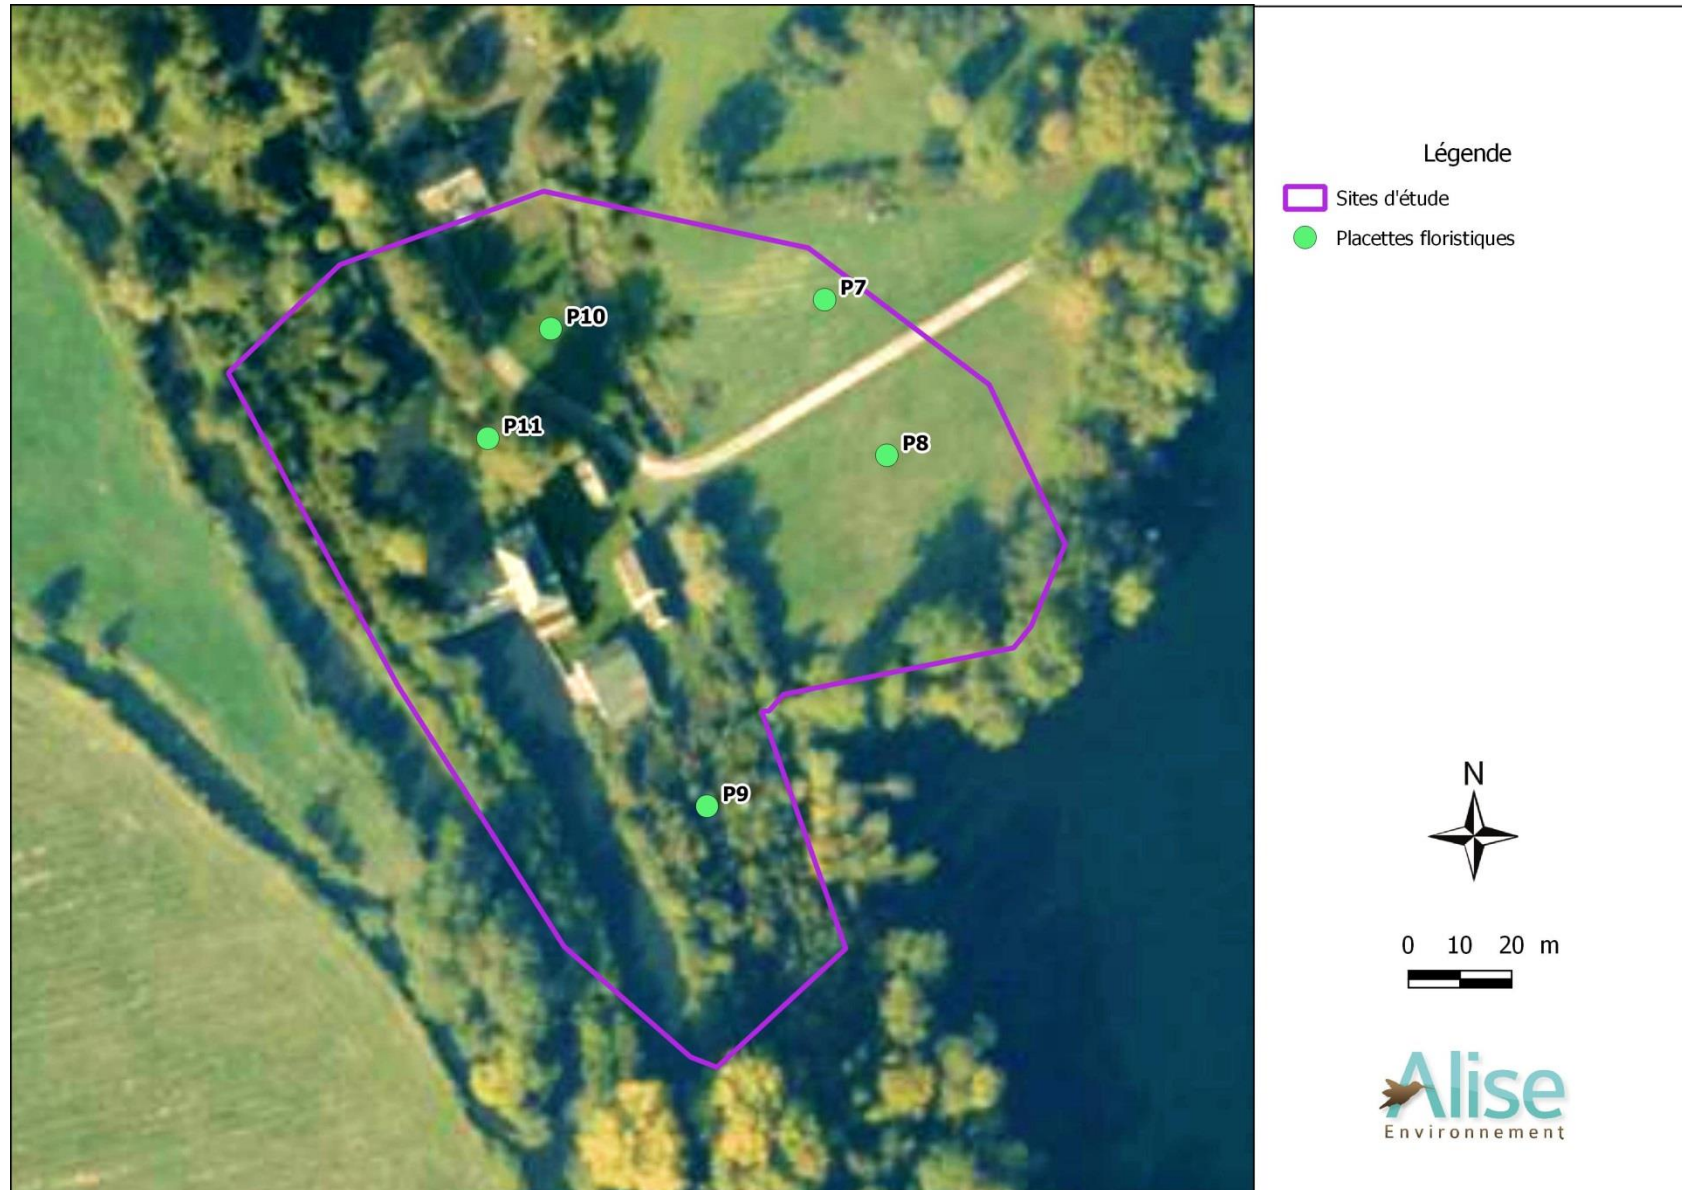 Légende
Sites d'étude
Placettes floristiques
P7
P10
P11
P8
P9
N
0 10 20 m
Alise
Environnement